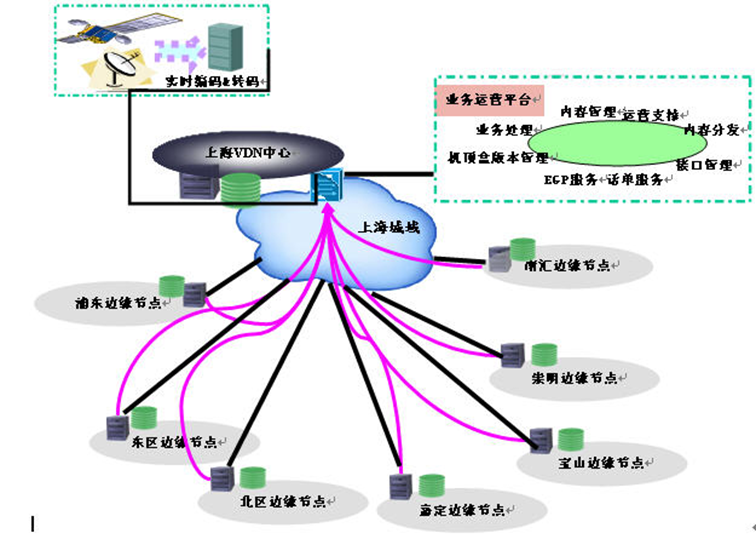 实时编码&转码
业务运营平台
内容管理
运营支撑
业务处理
内容分发
机顶盒版本管理
接口管理
EGP服务
话单服务
上海VDN中心
上海城域
南汇边缘节点
浦东边缘节点
崇明边缘节点
东区边缘节点
宝山边缘节点
北区边缘节点
嘉定边缘节点